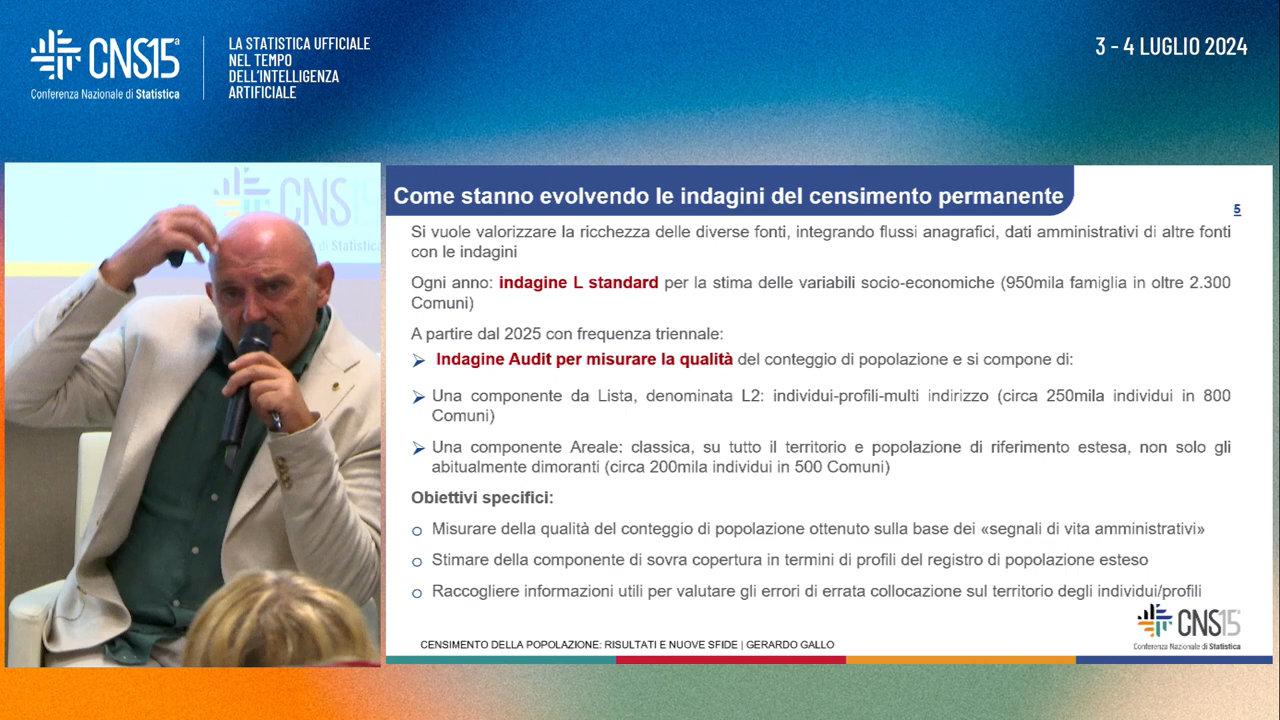 CNS15ª
Conferenza Nazionale di Statistica
LA STATISTICA UFFICIALE
NEL TEMPO
DELL'INTELLIGENZA
ARTIFICIALE
3 - 4 LUGLIO 2024
CNS15
di Statistica
Come stanno evolvendo le indagini del censimento permanente
5
Si vuole valorizzare la ricchezza delle diverse fonti, integrando flussi anagrafici, dati amministrativi di altre fonti
con le indagini
Ogni anno: indagine L standard per la stima delle variabili socio-economiche (950mila famiglia in oltre 2.300
Comuni)
A partire dal 2025 con frequenza triennale:
➢ Indagine Audit per misurare la qualità del conteggio di popolazione e si compone di:
➢ Una componente da Lista, denominata L2: individui-profili-multi indirizzo (circa 250mila individui in 800
Comuni)
➢ Una componente Areale: classica, su tutto il territorio e popolazione di riferimento estesa, non solo gli
abitualmente dimoranti (circa 200mila individui in 500 Comuni)
Obiettivi specifici:
o Misurare della qualità del conteggio di popolazione ottenuto sulla base dei «segnali di vita amministrativi»
o Stimare della componente di sovra copertura in termini di profili del registro di popolazione esteso
o Raccogliere informazioni utili per valutare gli errori di errata collocazione sul territorio degli individui/profili
CENSIMENTO DELLA POPOLAZIONE: RISULTATI E NUOVE SFIDE | GERARDO GALLO
CNS15ª
Conferenza Nazionale di Statistica